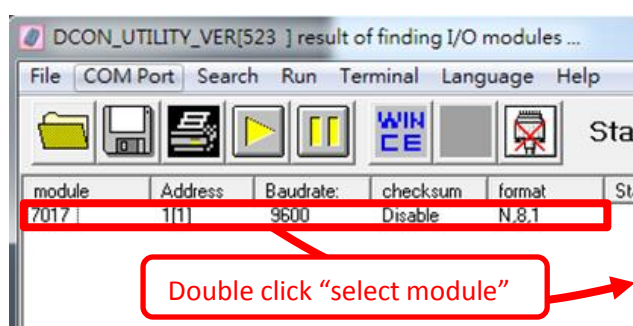 DCON_UTILITY_VER[523 ] result of finding I/O modules ...
File COM Port Search Run Terminal Language Help
WIN
CE
Sta
module Address Baudrate: checksum format St
7017 1[1] 9600 Disable N,8,1
Double click “select module”